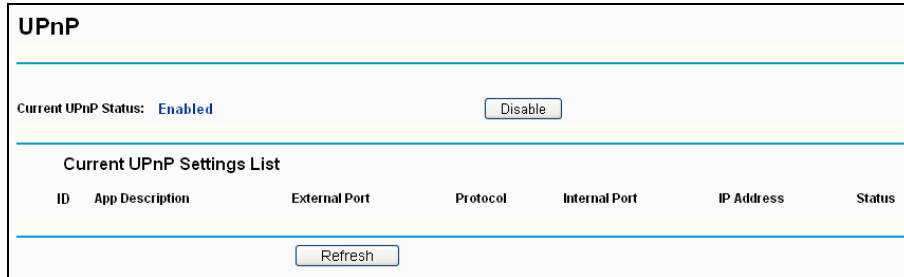 UPnP
Current UPnP Status: Enabled Disable
Current UPnP Settings List
ID App Description External Port Protocol Internal Port IP Address Status
Refresh